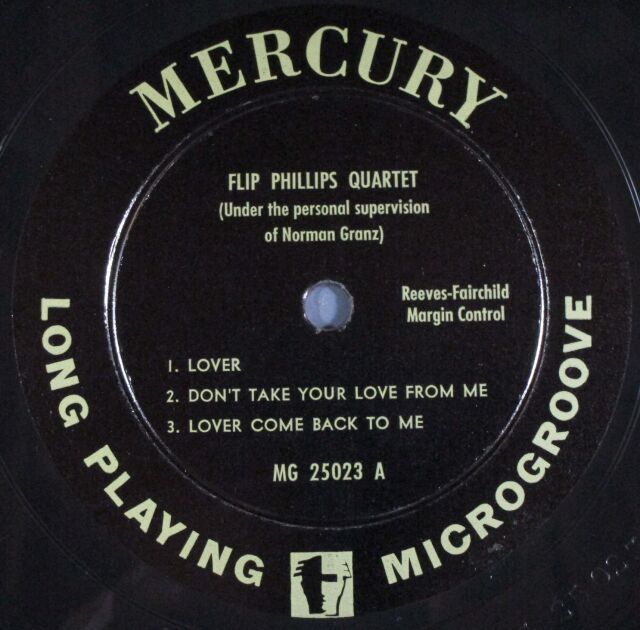 MERCURY
FLIP PHILLIPS QUARTET
(Under the personal supervision
of Norman Granz)
Reeves-Fairchild
Margin Control
1. LOVER
2. DON'T TAKE YOUR LOVE FROM ME
3. LOVER COME BACK TO ME
MG 25023 A
LONG PLAYING MICROGROOVE